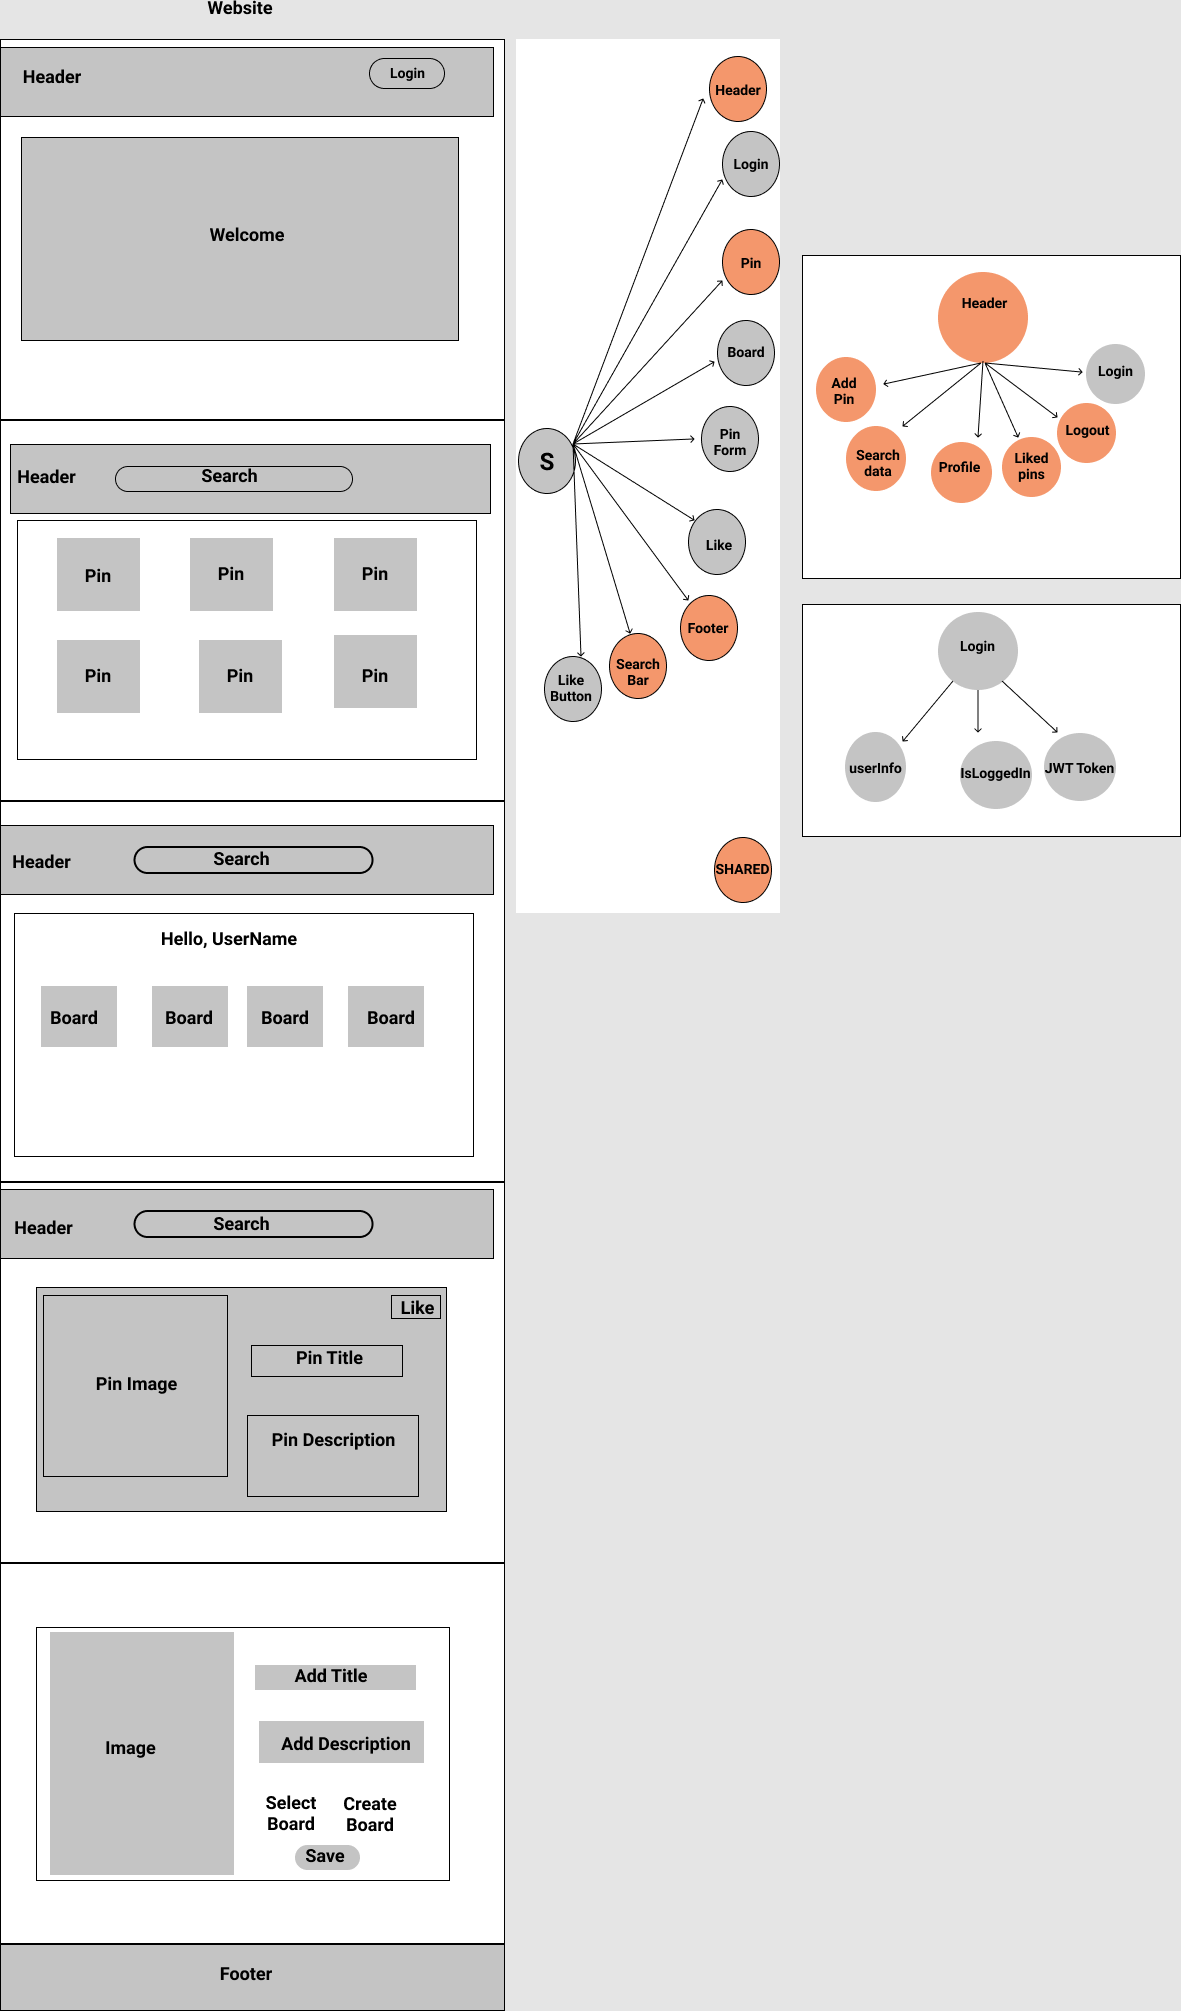 Website
Header
Login
Welcome
Header
Search
Pin
Pin
Pin
Pin
Pin
Pin
Header
Search
Hello, UserName
Board
Board
Board
Board
Header
Search
Like
Pin Image
Pin Title
Pin Description
Image
Add Title
Add Description
Select
Board
Create
Board
Save
Footer
S
Header
Login
Pin
Board
Pin
Form
Like
Footer
Search
Bar
Like
Button
SHARED
Header
Add
Pin
Search
data
Profile
Liked
pins
Logout
Login
Login
userInfo
IsLoggedIn
JWT Token